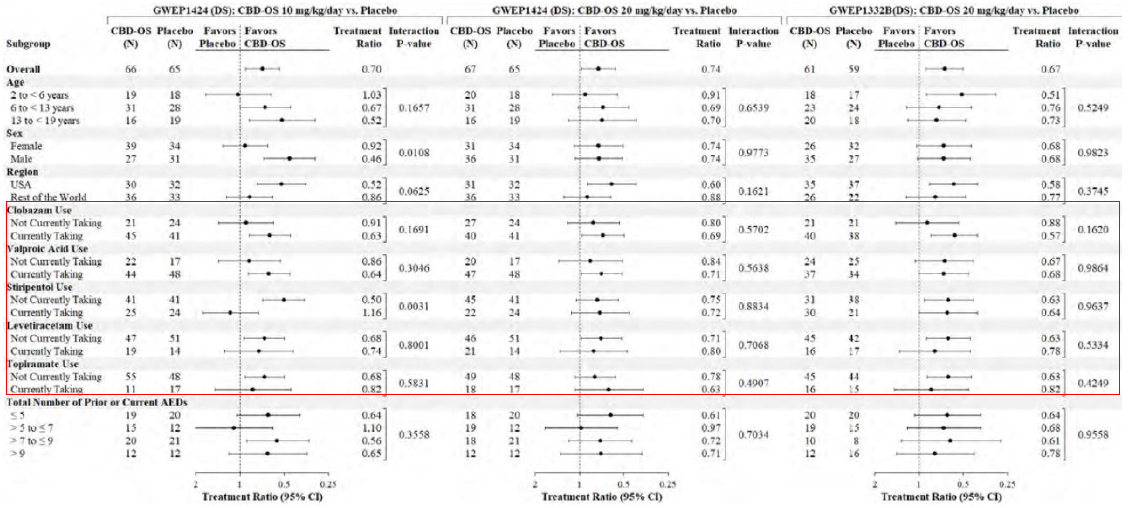 GWEP1424 (DS): CBD-OS 10 mg/kg/day vs. Placebo GWEP1424 (DS): CBD-OS 20 mg/kg/day vs. Placebo GWEP1332B(DS): CBD-OS 20 mg/kg/day vs. Placebo
CBD-OS Placebo Favors Favors Treatment Interaction CBD-OS Placebo Favors Favors Treatment Interaction CBD-OS Placebo Favors Favors Treatment Interaction
Subgroup (N) (N) Placebo CBD-OS Ratio P-value (N) (N) Placebo CBD-OS Ratio P-value (N) (N) Placebo CBD-OS Ratio P-value
Overall 66 65 0.70 67 65 0.74 61 59 0.67
Age
2 to < 6 years 19 18 1.03 20 18 0.91 18 17 0.51
6 to < 13 years 31 28 0.67 0.1657 31 28 0.69 0.6539 23 24 0.76 0.5249
13 to < 19 years 16 19 0.52 16 19 0.70 20 18 0.73
Sex
Female 39 34 0.92 31 34 0.74 26 32 0.68
0.0108 0.9773 0.9823
Male 27 31 0.46 36 31 0.74 35 27 0.68
Region
USA 30 32 0.52 31 32 0.60 35 37 0.58
0.0625 0.1621 0.3745
Rest of the World 36 33 0.86 36 33 0.88 26 22 0.77
Clobazam Use
Not Currently Taking 21 24 0.91 27 24 0.80 21 21 0.88
0.1691 0.5702 0.1620
Currently Taking 45 41 0.63 40 41 0.69 40 38 0.57
Valproic Acid Use
Not Currently Taking 22 17 0.86 20 17 0.84 24 25 0.67
0.3046 0.5638 0.9864
Currently Taking 44 48 0.64 47 48 0.71 37 34 0.68
Stiripentol Use
Not Currently Taking 41 41 0.50 45 41 0.75 31 38 0.63
0.0031 0.8834 0.9637
Currently Taking 25 24 1.16 22 24 0.72 30 21 0.64
Levetiracetam Use
Not Currently Taking 47 51 0.68 46 51 0.71 45 42 0.63
0.8001 0.7068 0.5334
Currently Taking 19 14 0.74 21 14 0.80 16 17 0.78
Topiramate Use
Not Currently Taking 55 48 0.68 49 48 0.78 45 44 0.63
0.5831 0.4907 0.4249
Currently Taking 11 17 0.82 18 17 0.63 16 15 0.82
Total Number of Prior or Current AEDs
≤ 5 19 20 0.64 18 20 0.61 20 20 0.64
> 5 to ≤ 7 15 12 1.10 19 12 0.97 19 15 0.68
0.3558 0.7034 0.9558
> 7 to ≤ 9 20 21 0.56 18 21 0.72 10 8 0.61
> 9 12 12 0.65 12 12 0.71 12 16 0.78
2 1 0.5 0.25 2 1 0.5 0.25 2 1 0.5 0.25
Treatment Ratio (95% CI) Treatment Ratio (95% CI) Treatment Ratio (95% CI)